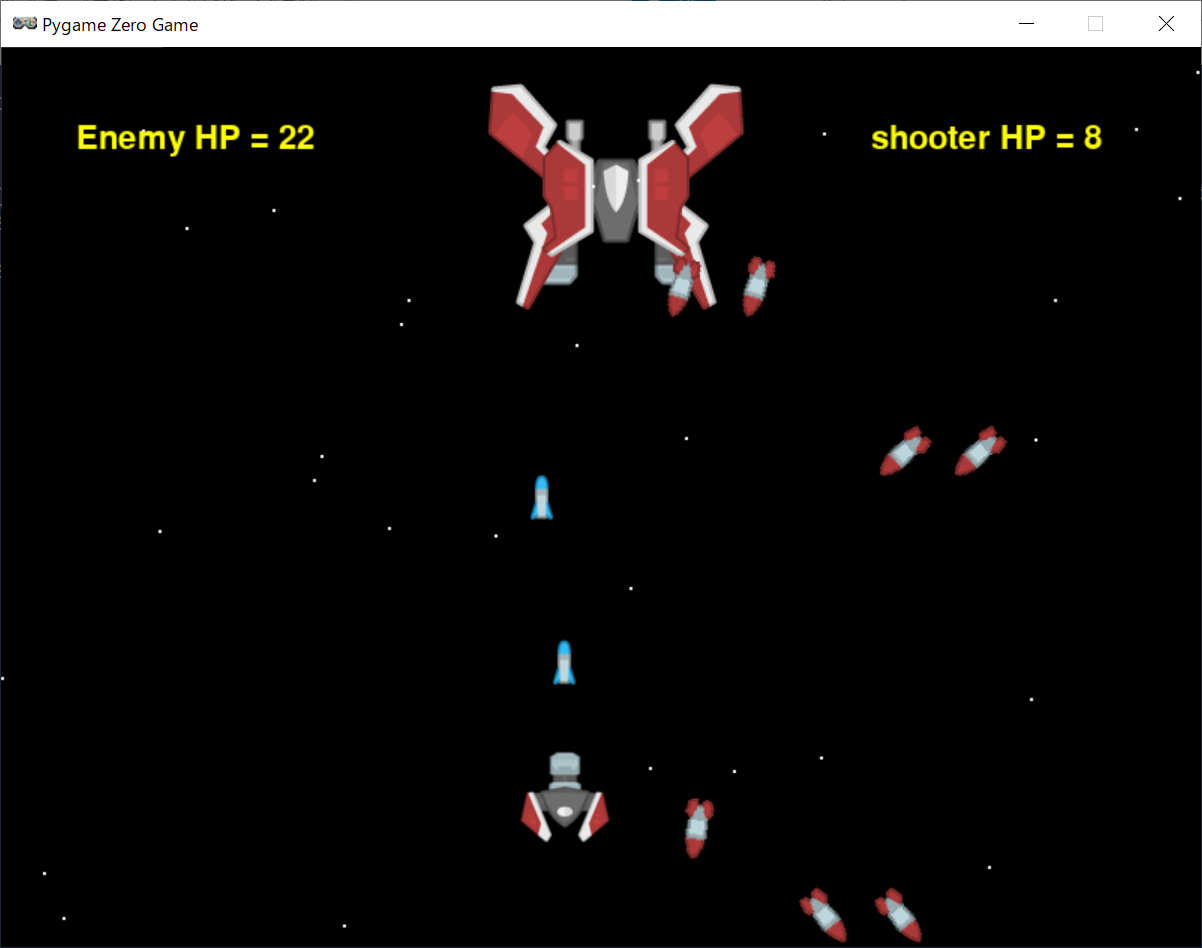 Pygame Zero Game
Enemy HP = 22
shooter HP = 8